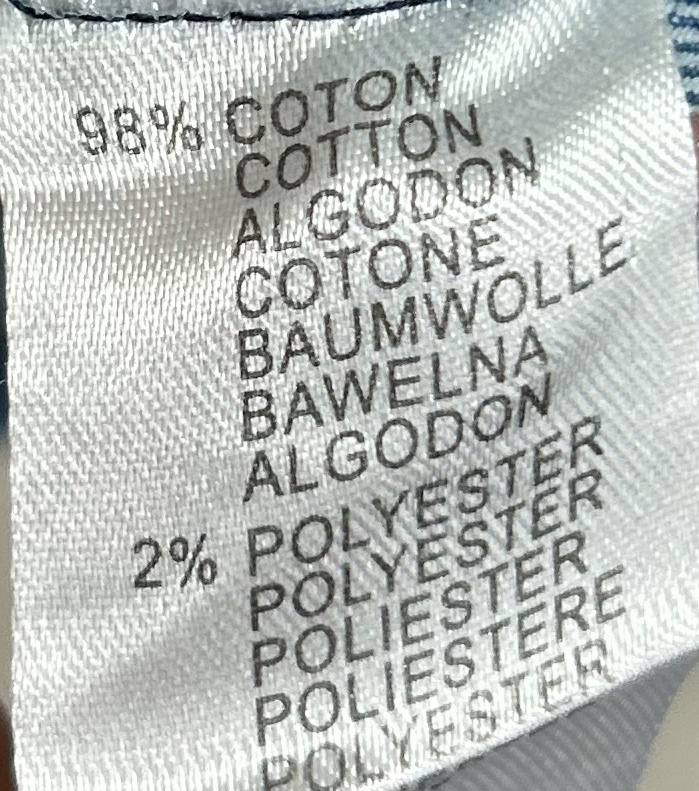 98% COTON
COTTON
ALGODON
COTONE
BAUMWOLLE
BAWELNA
ALGODON
2% POLYESTER
POLYESTER
POLIESTER
POLIESTERE
POLYESTER